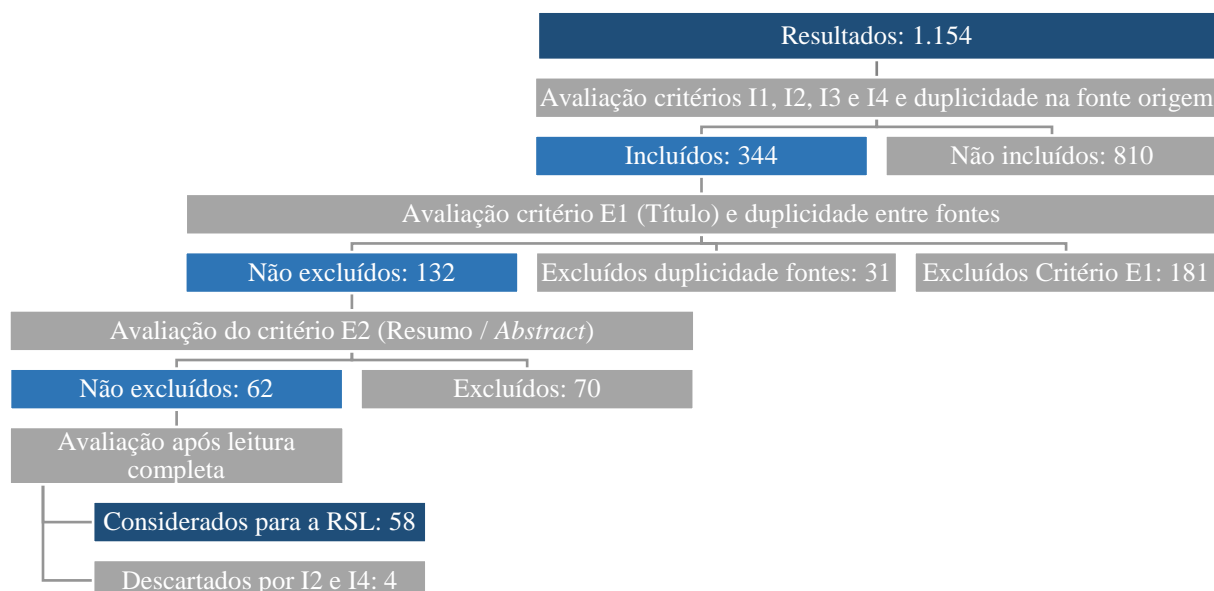 Resultados: 1.154
Avaliação critérios I1, I2, I3 e I4 e duplicidade na fonte origem
Incluídos: 344
Não incluídos: 810
Avaliação critério E1 (Título) e duplicidade entre fontes
Não excluídos: 132
Excluídos duplicidade fontes: 31
Excluídos Critério E1: 181
Avaliação do critério E2 (Resumo / Abstract)
Não excluídos: 62
Excluídos: 70
Avaliação após leitura
completa
Considerados para a RSL: 58
Descartados por I2 e I4: 4